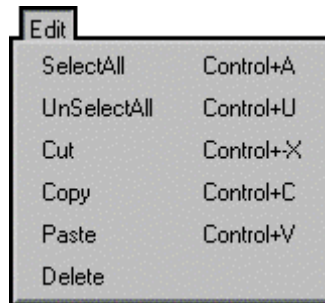 Edit
SelectAll Control+A
UnSelectAll Control+U
Cut Control+-X
Copy Control+C
Paste Control+V
Delete